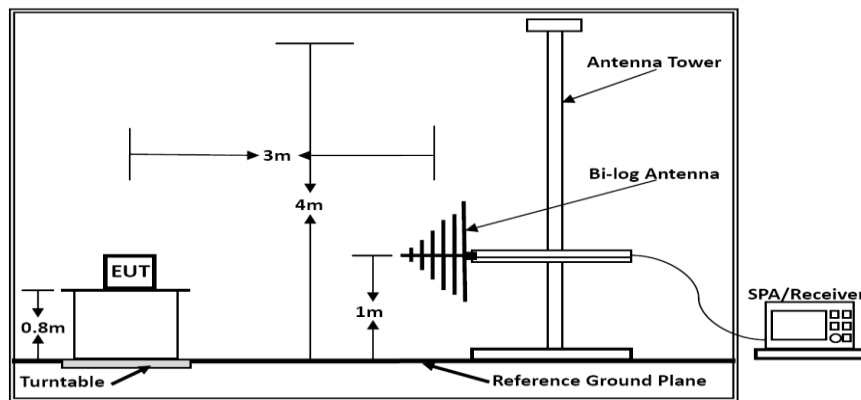 Antenna Tower
3m
Bi-log Antenna
4m
EUT
1m
SPA/Receiver
0.8m
Turntable
Reference Ground Plane